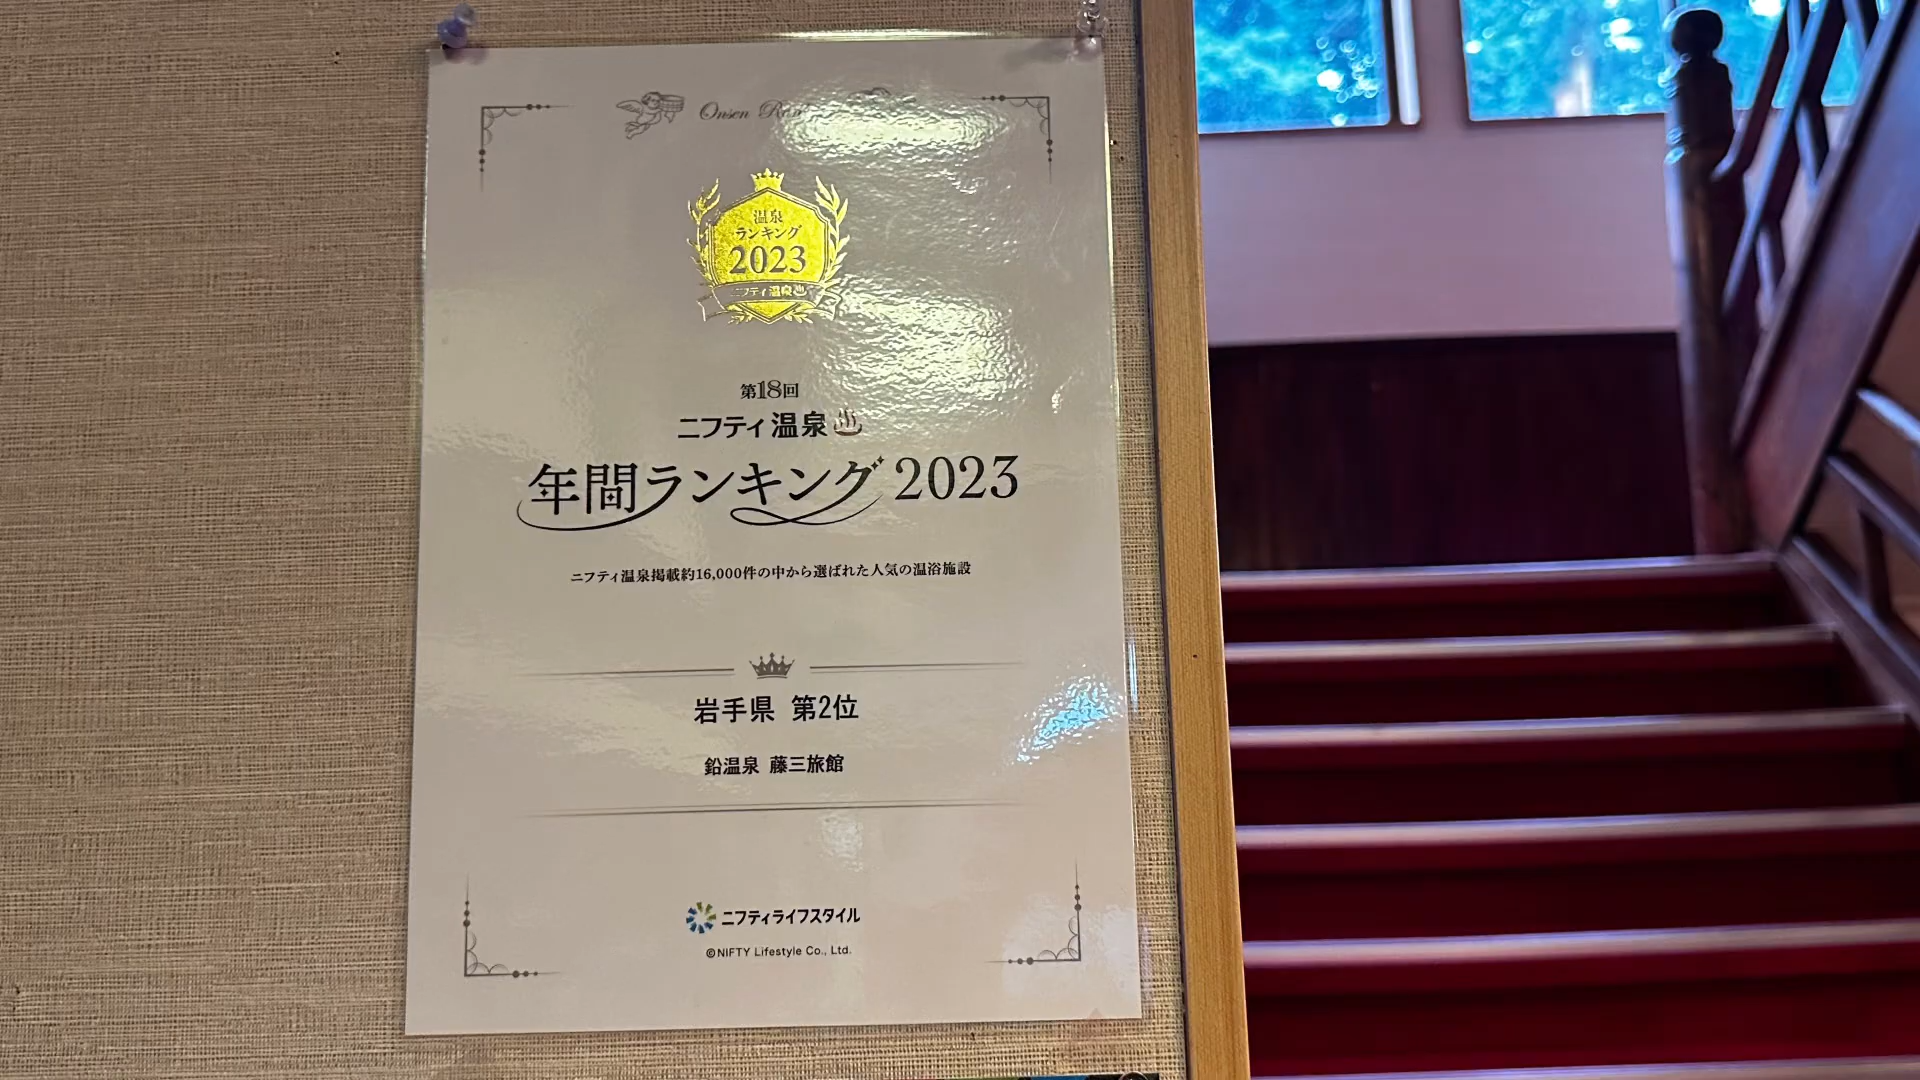 Onsen
温泉
ランキング
2023
ニフティ温泉
第18回
ニフティ温泉
年間ランキング2023
ニフティ温泉掲載約16,000件の中から選ばれた人気の温浴施設
岩手県 第2位
鉛温泉 藤三旅館
ニフティライフスタイル
©NIFTY Lifestyle Co., Ltd.